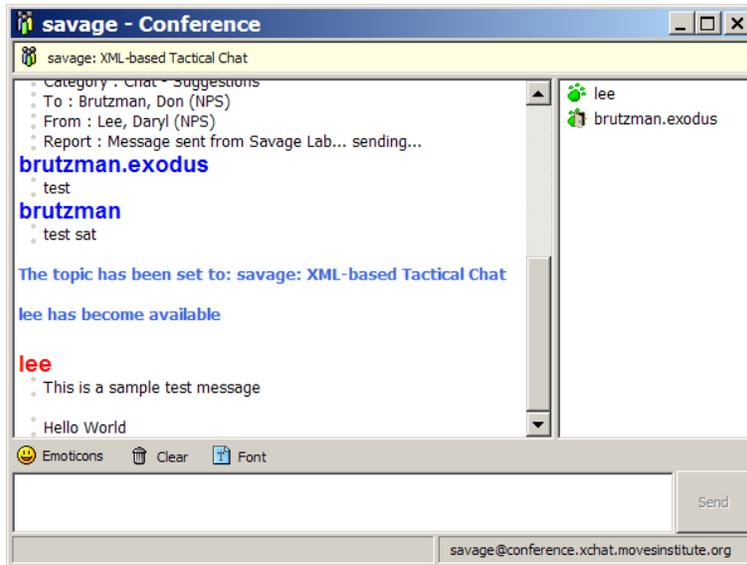 savage - Conference
savage: XML-based Tactical Chat
Category : Chat - Suggestions
To : Brutzman, Don (NPS)
From : Lee, Daryl (NPS)
Report : Message sent from Savage Lab... sending...
brutzman.exodus
test
brutzman
test sat
The topic has been set to: savage: XML-based Tactical Chat
lee has become available
lee
This is a sample test message
Hello World
lee
brutzman.exodus
Emoticons Clear Font
Send
savage@conference.xchat.movesinstitute.org